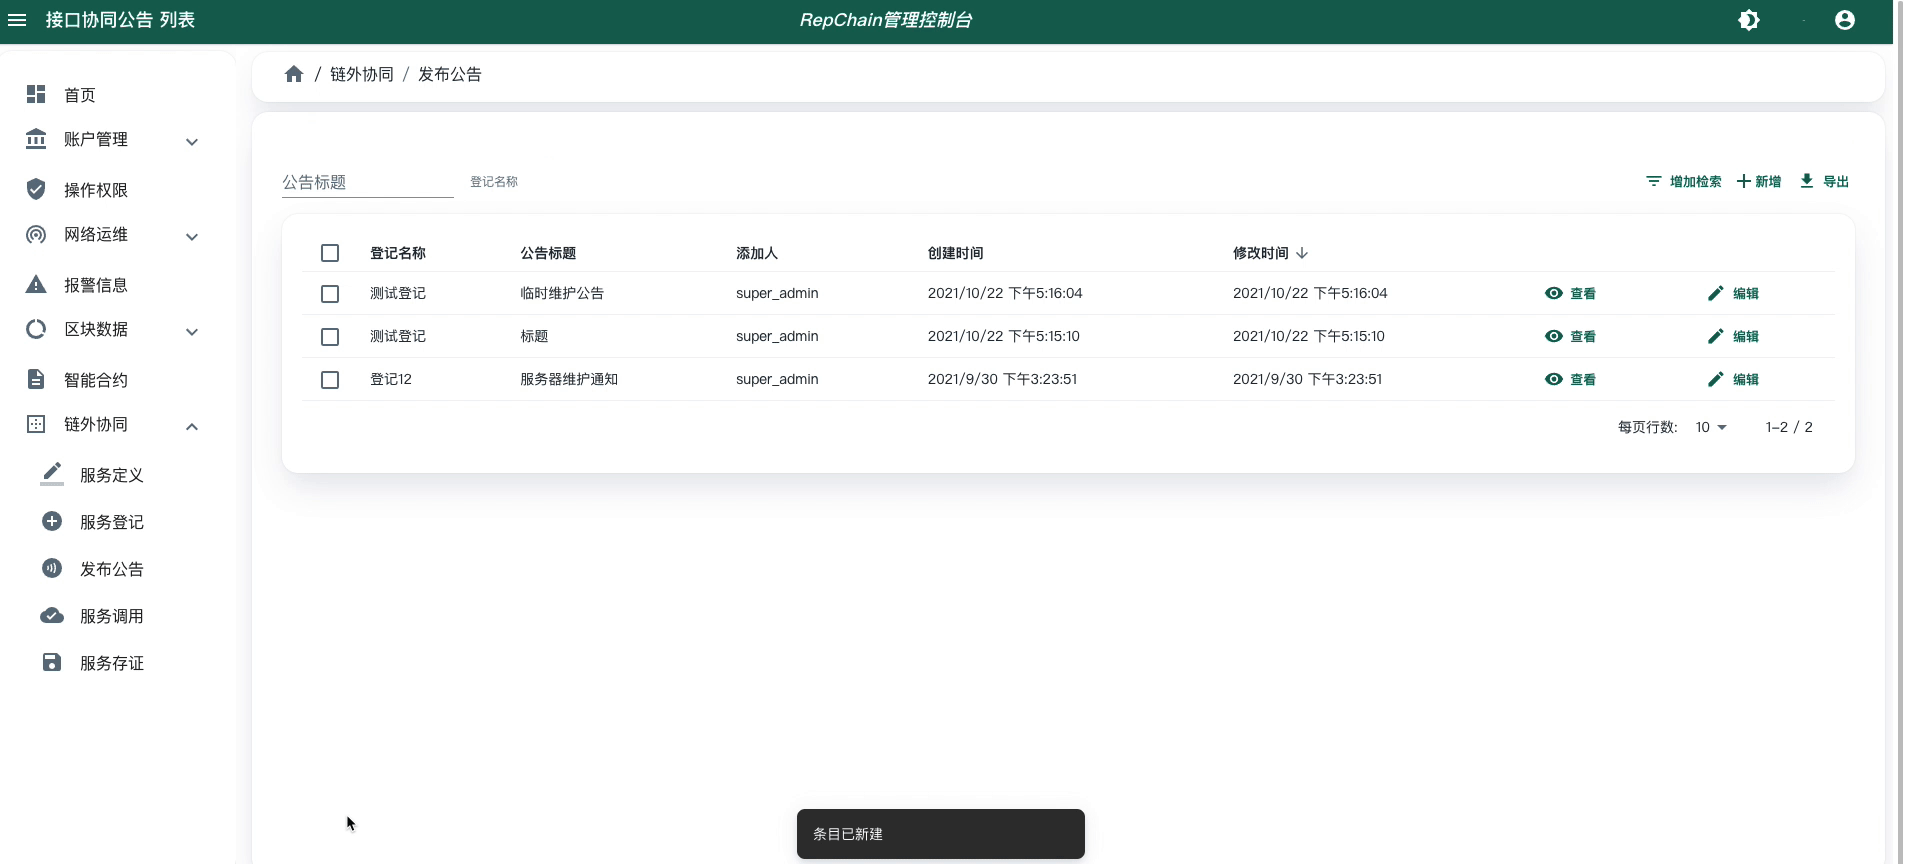 接口协同公告 列表
RepChain管理控制台
首页
账户管理
操作权限
网络运维
报警信息
区块数据
智能合约
链外协同
服务定义
服务登记
发布公告
服务调用
服务存证
/ 链外协同 / 发布公告
公告标题 登记名称 增加检索 新增 导出
登记名称 公告标题 添加人 创建时间 修改时间
测试登记 临时维护公告 super_admin 2021/10/22 下午5:16:04 2021/10/22 下午5:16:04 查看 编辑
测试登记 标题 super_admin 2021/10/22 下午5:15:10 2021/10/22 下午5:15:10 查看 编辑
登记12 服务器维护通知 super_admin 2021/9/30 下午3:23:51 2021/9/30 下午3:23:51 查看 编辑
每页行数: 10 1-2 / 2
条目已新建